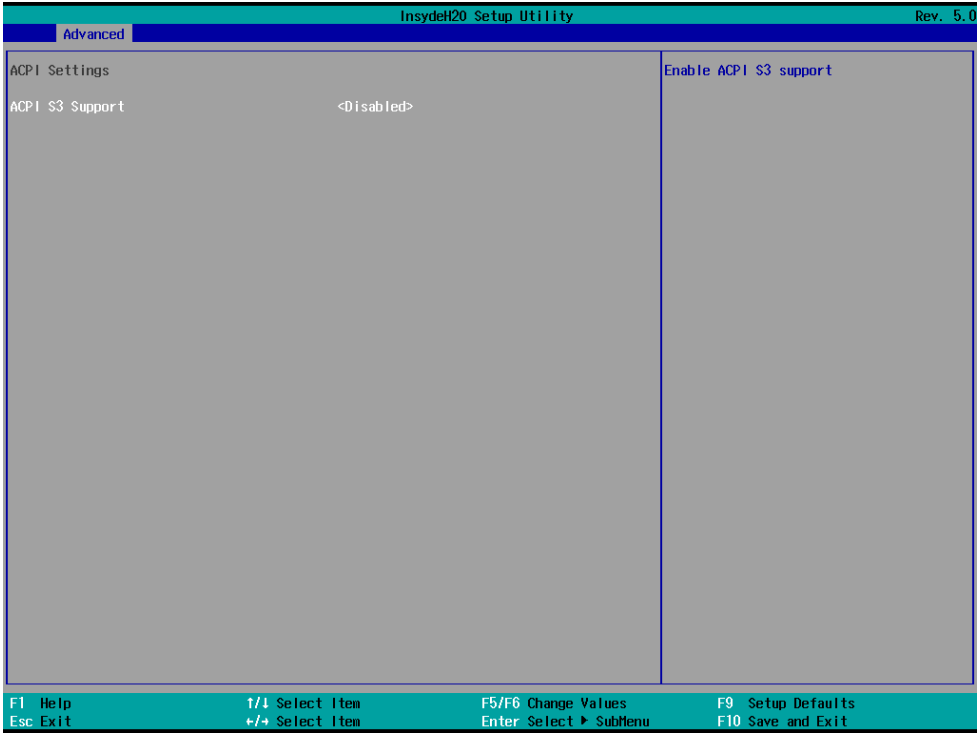 InsydeH20 Setup Utility Rev. 5.0
Advanced
ACPI Settings
Enable ACPI S3 support
ACPI S3 Support <Disabled>
F1 Help ↑/↓ Select Item F5/F6 Change Values F9 Setup Defaults
Esc Exit ←/→ Select Item Enter Select ▶ SubMenu F10 Save and Exit